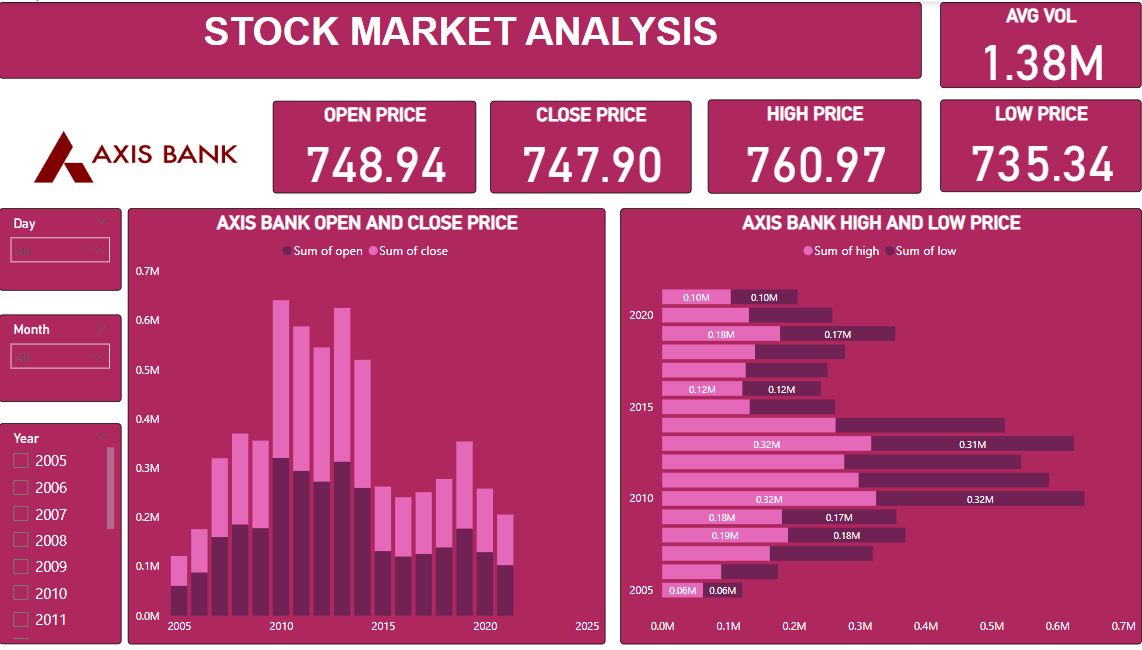 STOCK MARKET ANALYSIS
AVG VOL
1.38M
AXIS BANK
OPEN PRICE
748.94
CLOSE PRICE
747.90
HIGH PRICE
760.97
LOW PRICE
735.34
Day
All
Month
All
Year
2005
2006
2007
2008
2009
2010
2011
AXIS BANK OPEN AND CLOSE PRICE
Sum of open Sum of close
0.7M
0.6M
0.5M
0.4M
0.3M
0.2M
0.1M
0.0M
2005 2010 2015 2020 2025
AXIS BANK HIGH AND LOW PRICE
Sum of high Sum of low
0.10M 0.10M
2020
0.18M 0.17M
0.12M 0.12M
2015
0.32M 0.31M
2010 0.32M 0.32M
0.18M 0.17M
0.19M 0.18M
2005 0.06M 0.06M
0.0M 0.1M 0.2M 0.3M 0.4M 0.5M 0.6M 0.7M